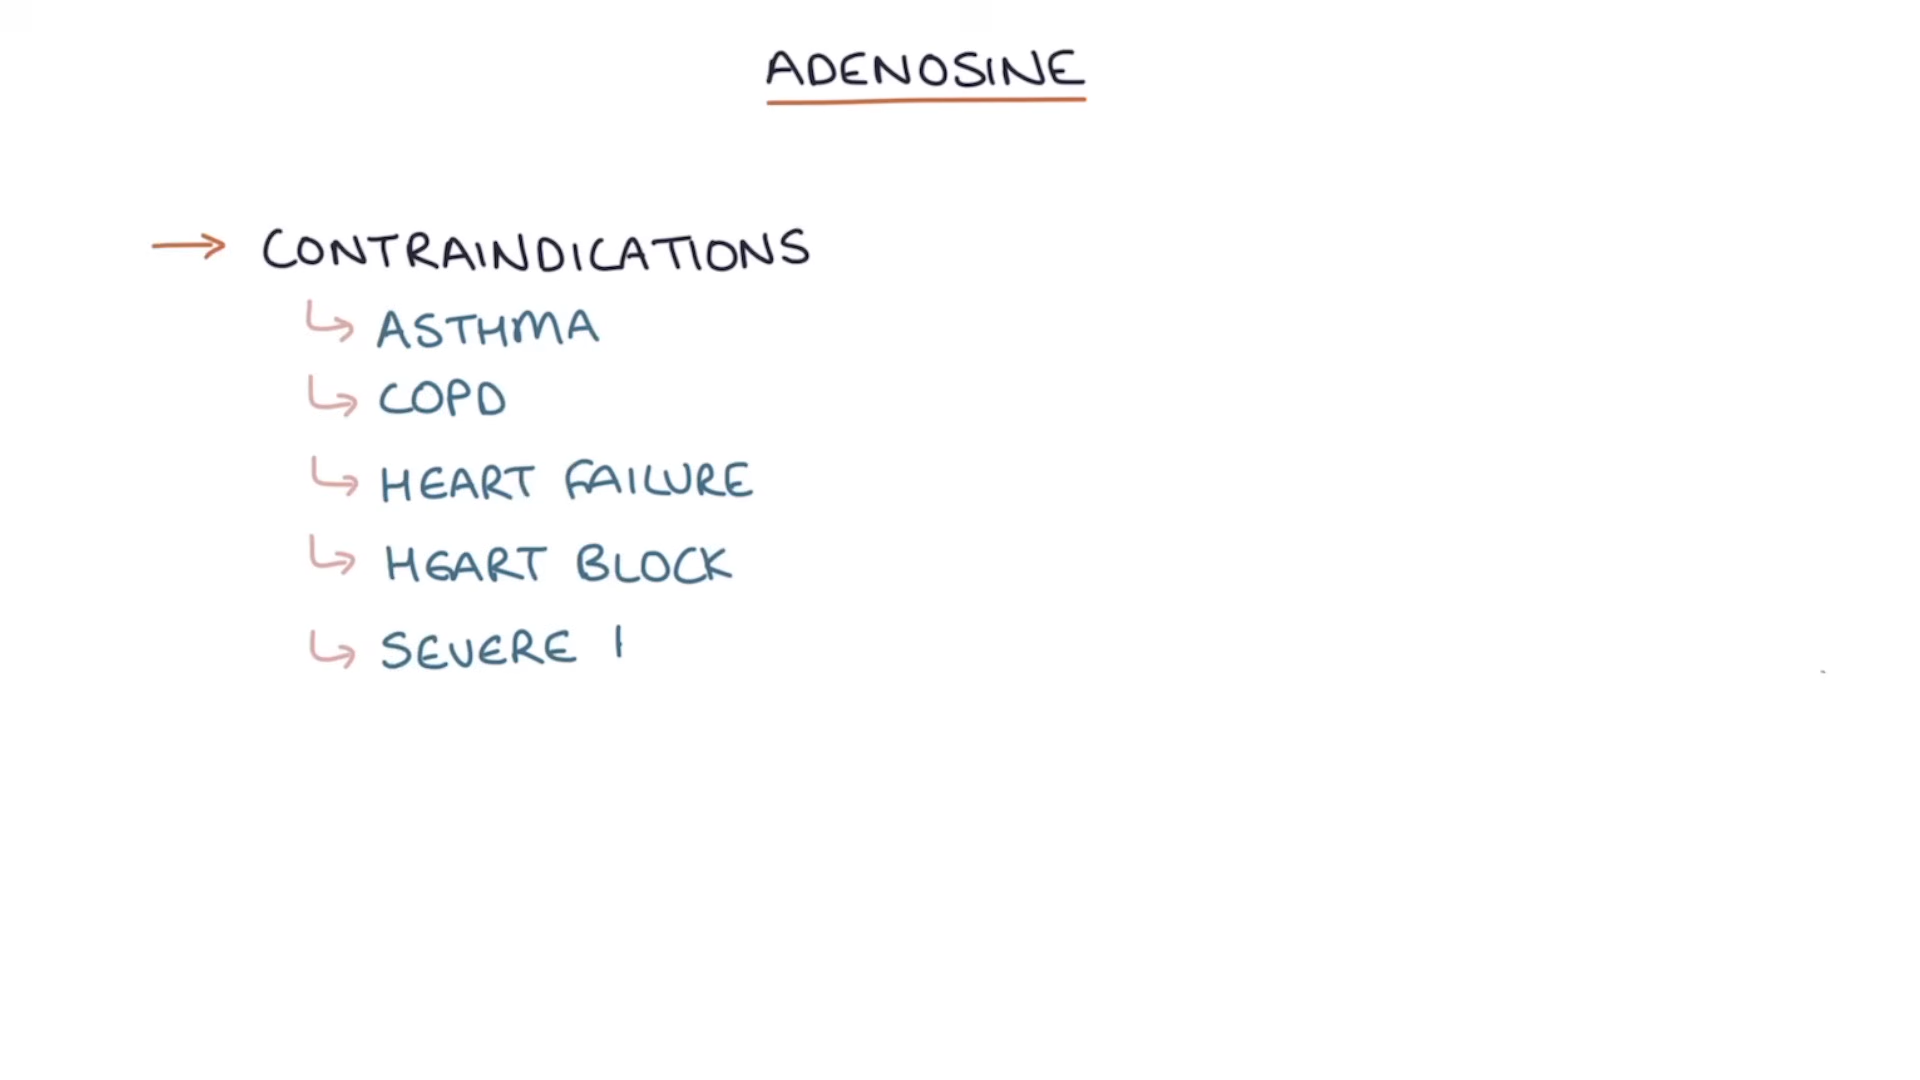 ADENOSINE
→ CONTRAINDICATIONS
↳ ASTHMA
↳ COPD
↳ HEART FAILURE
↳ HEART BLOCK
↳ SEVERE